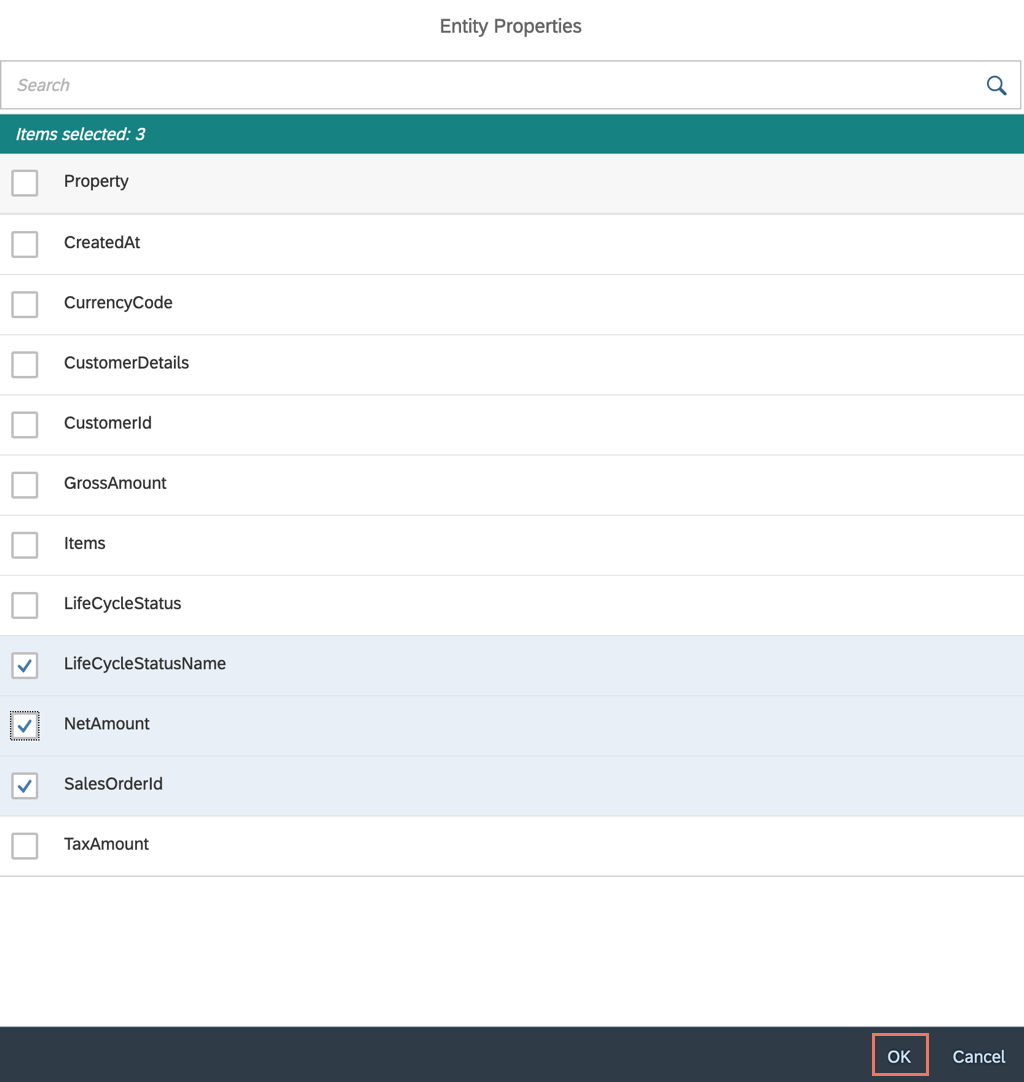 Entity Properties
Search
Items selected: 3
Property
CreatedAt
CurrencyCode
CustomerDetails
CustomerId
GrossAmount
Items
LifeCycleStatus
LifeCycleStatusName
NetAmount
SalesOrderId
TaxAmount
OK Cancel